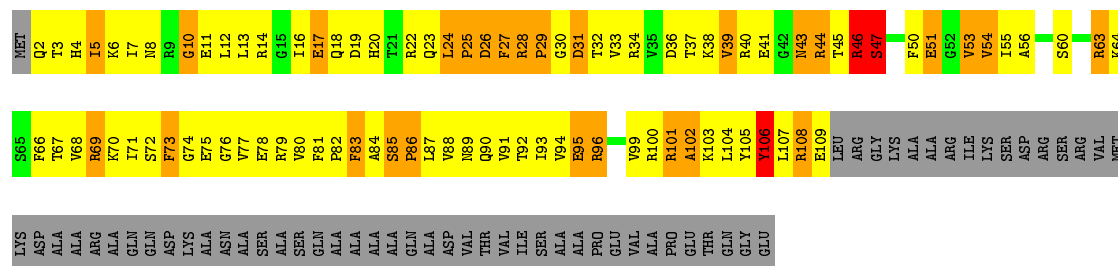 MET Q2 T3 H4 I5 K6 I7 N8 R9 G10 E11 L12 L13 R14 G15 I16 E17 Q18 D19 H20 T21 R22 Q23 L24 P25 D26 F27 R28 P29 G30 D31 T32 V33 R34 V35 D36 T37 K38 V39 R40 E41 G42 N43 R44 T45 R46 S47 F50 E51 G52 V53 V54 I55 A56 S60 R63 K64
S65 F66 T67 V68 R69 K70 I71 S72 F73 G74 E75 G76 V77 E78 R79 V80 F81 P82 F83 A84 S85 P86 L87 V88 N89 Q90 V91 T92 I93 V94 E95 R96 V99 R100 R101 A102 K103 L104 Y105 Y106 L107 R108 E109 LEU ARG GLY LYS ALA ALA ARG ILE LYS SER ASP ARG SER ARG VAL MET
LYS ASP ALA ALA ARG ALA GLN GLN ASP LYS ALA ASN ALA SER ALA SER GLN ALA ALA ALA ALA GLN ALA ASP VAL THR VAL ILE SER ALA ALA PRO GLU VAL ALA PRO GLU THR GLN GLY GLU